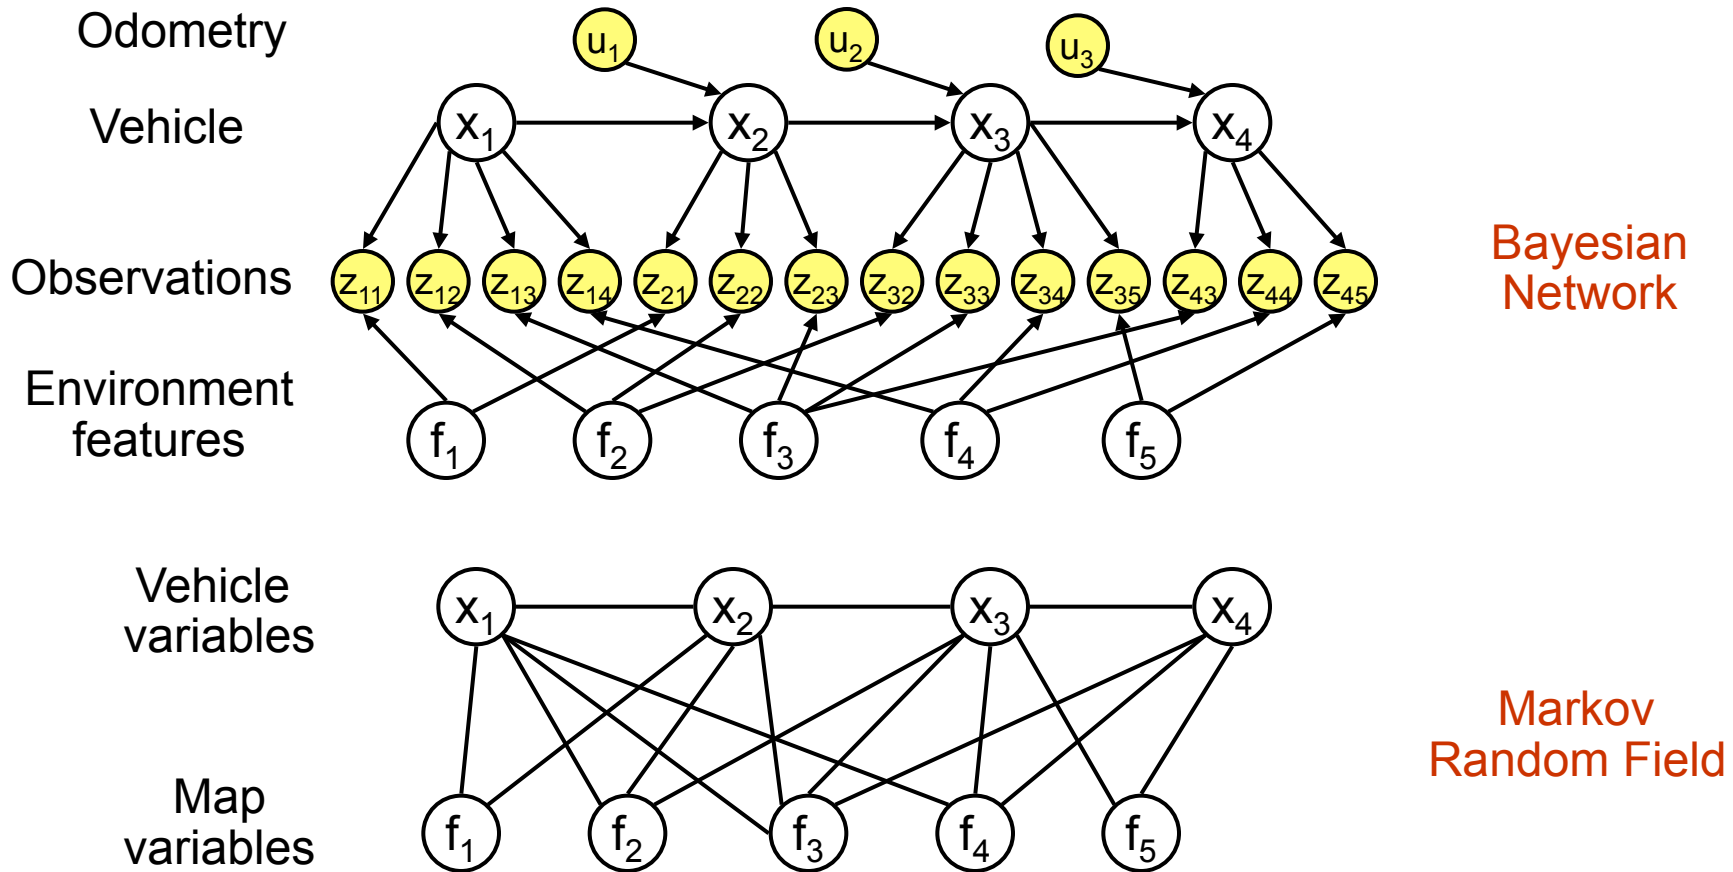 Odometry u₁ u₂ u₃
Vehicle x₁ x₂ x₃ x₄
Observations z₁₁ z₁₂ z₁₃ z₁₄ z₂₁ z₂₂ z₂₃ z₃₂ z₃₃ z₃₄ z₃₅ z₄₃ z₄₄ z₄₅
Bayesian
Network
Environment
features
f₁ f₂ f₃ f₄ f₅
Vehicle
variables
x₁ x₂ x₃ x₄
Markov
Random Field
Map
variables
f₁ f₂ f₃ f₄ f₅